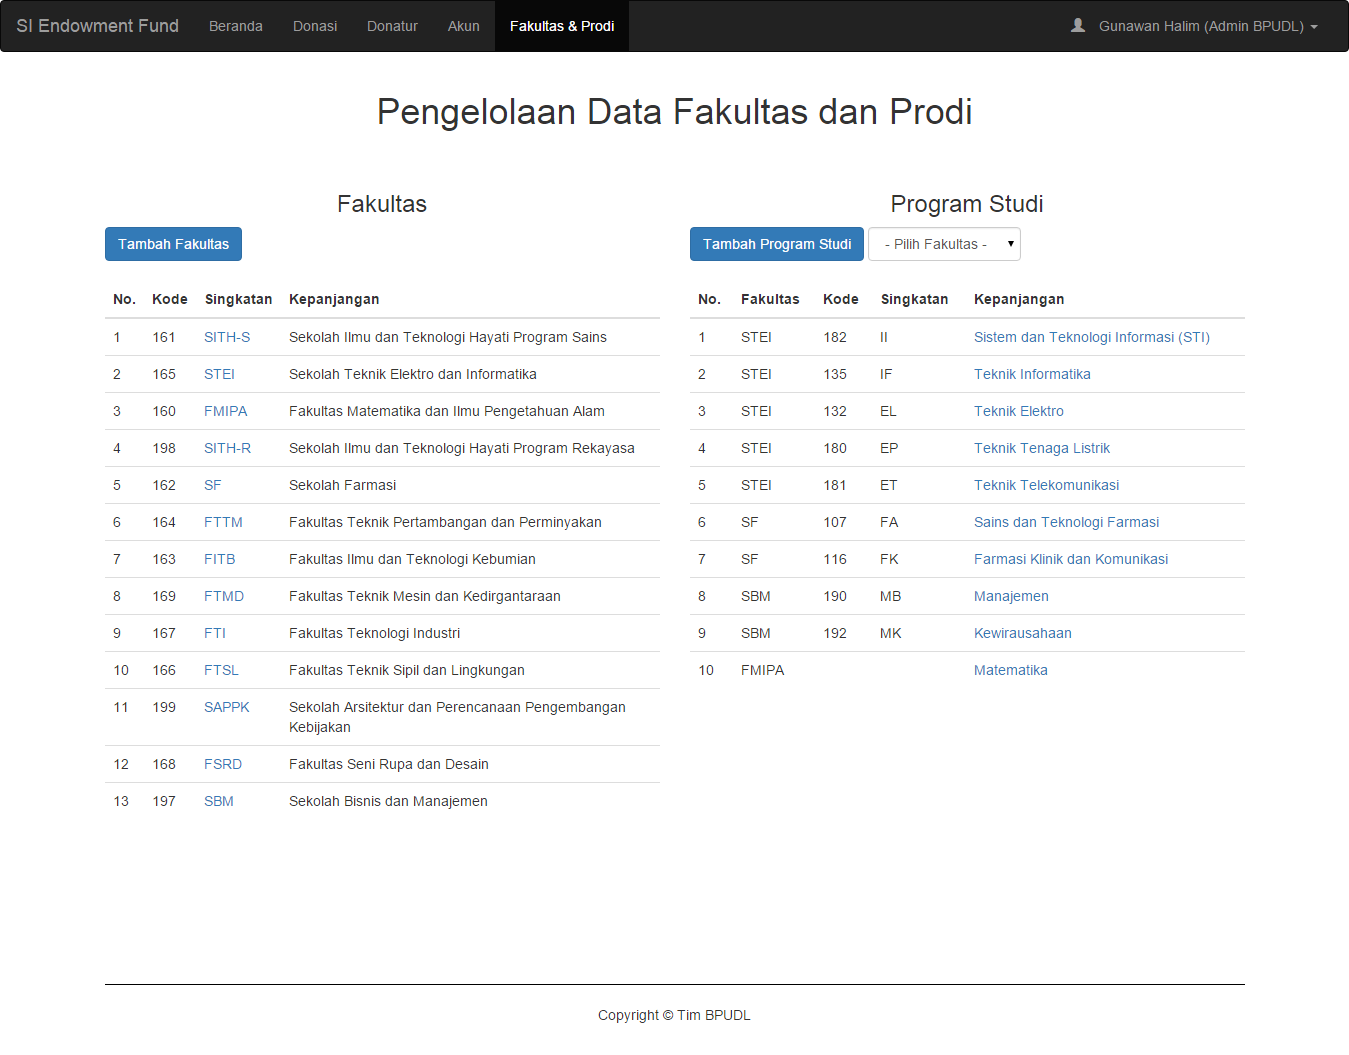 SI Endowment Fund Beranda Donasi Donatur Akun Fakultas & Prodi Gunawan Halim (Admin BPUDL)
Pengelolaan Data Fakultas dan Prodi
Fakultas
Tambah Fakultas
No. Kode Singkatan Kepanjangan
1 161 SITH-S Sekolah Ilmu dan Teknologi Hayati Program Sains
2 165 STEI Sekolah Teknik Elektro dan Informatika
3 160 FMIPA Fakultas Matematika dan Ilmu Pengetahuan Alam
4 198 SITH-R Sekolah Ilmu dan Teknologi Hayati Program Rekayasa
5 162 SF Sekolah Farmasi
6 164 FTTM Fakultas Teknik Pertambangan dan Perminyakan
7 163 FITB Fakultas Ilmu dan Teknologi Kebumian
8 169 FTMD Fakultas Teknik Mesin dan Kedirgantaraan
9 167 FTI Fakultas Teknologi Industri
10 166 FTSL Fakultas Teknik Sipil dan Lingkungan
11 199 SAPPK Sekolah Arsitektur dan Perencanaan Pengembangan
Kebijakan
12 168 FSRD Fakultas Seni Rupa dan Desain
13 197 SBM Sekolah Bisnis dan Manajemen
Program Studi
Tambah Program Studi - Pilih Fakultas -
No. Fakultas Kode Singkatan Kepanjangan
1 STEI 182 II Sistem dan Teknologi Informasi (STI)
2 STEI 135 IF Teknik Informatika
3 STEI 132 EL Teknik Elektro
4 STEI 180 EP Teknik Tenaga Listrik
5 STEI 181 ET Teknik Telekomunikasi
6 SF 107 FA Sains dan Teknologi Farmasi
7 SF 116 FK Farmasi Klinik dan Komunikasi
8 SBM 190 MB Manajemen
9 SBM 192 MK Kewirausahaan
10 FMIPA Matematika
Copyright © Tim BPUDL